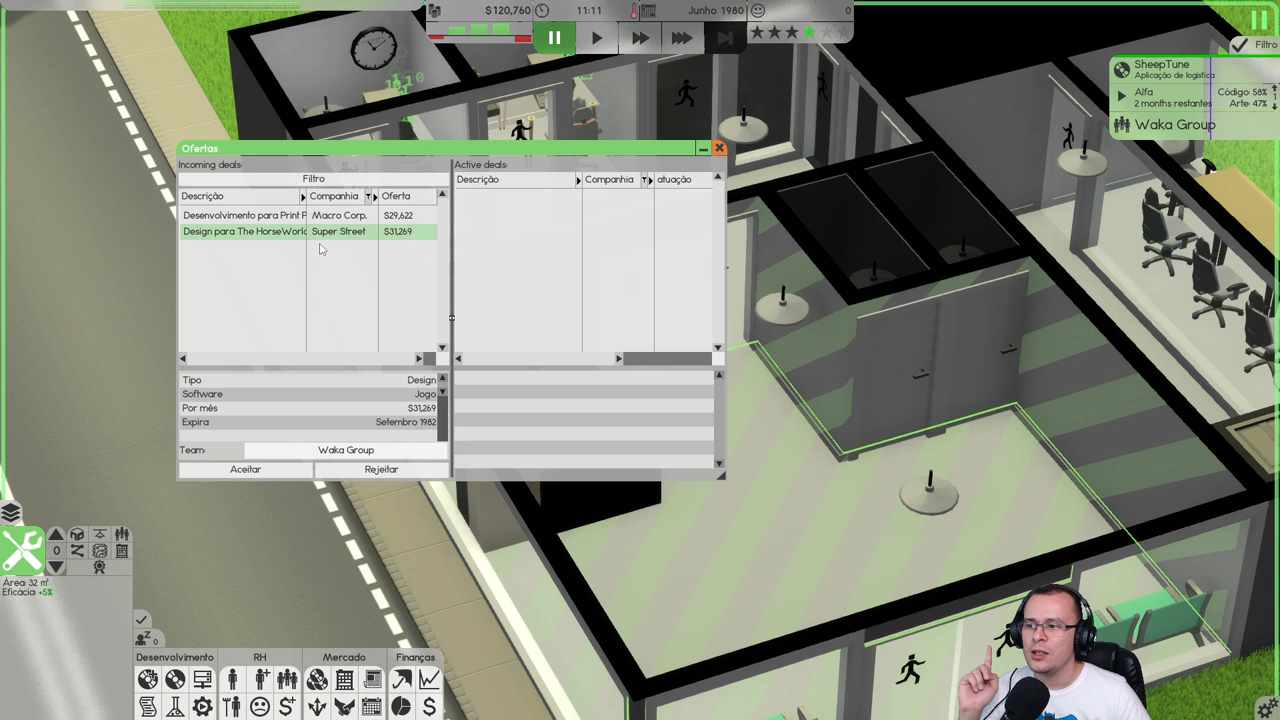 $120,760
11:11
Junho 1980
0
Filtro
SheepTune
Aplicação de logística
Alfa
2 months restantes
Código: 58%
Arte: 47%
1
Waka Group
Ofertas
Incoming deals
Active deals
Filtro
Descrição
Companhia
Oferta
Descrição
Companhia
atuação
Desenvolvimento para Print P
Macro Corp.
$29,622
Design para The HorseWorld
Super Street
$31,269
Tipo
Design
Software
Jogo
Por mês
$31,269
Expira
Setembro 1982
Team:
Waka Group
Aceitar
Rejeitar
0
Área: 32 m²
Eficácia: +5%
0
Desenvolvimento
RH
Mercado
Finanças